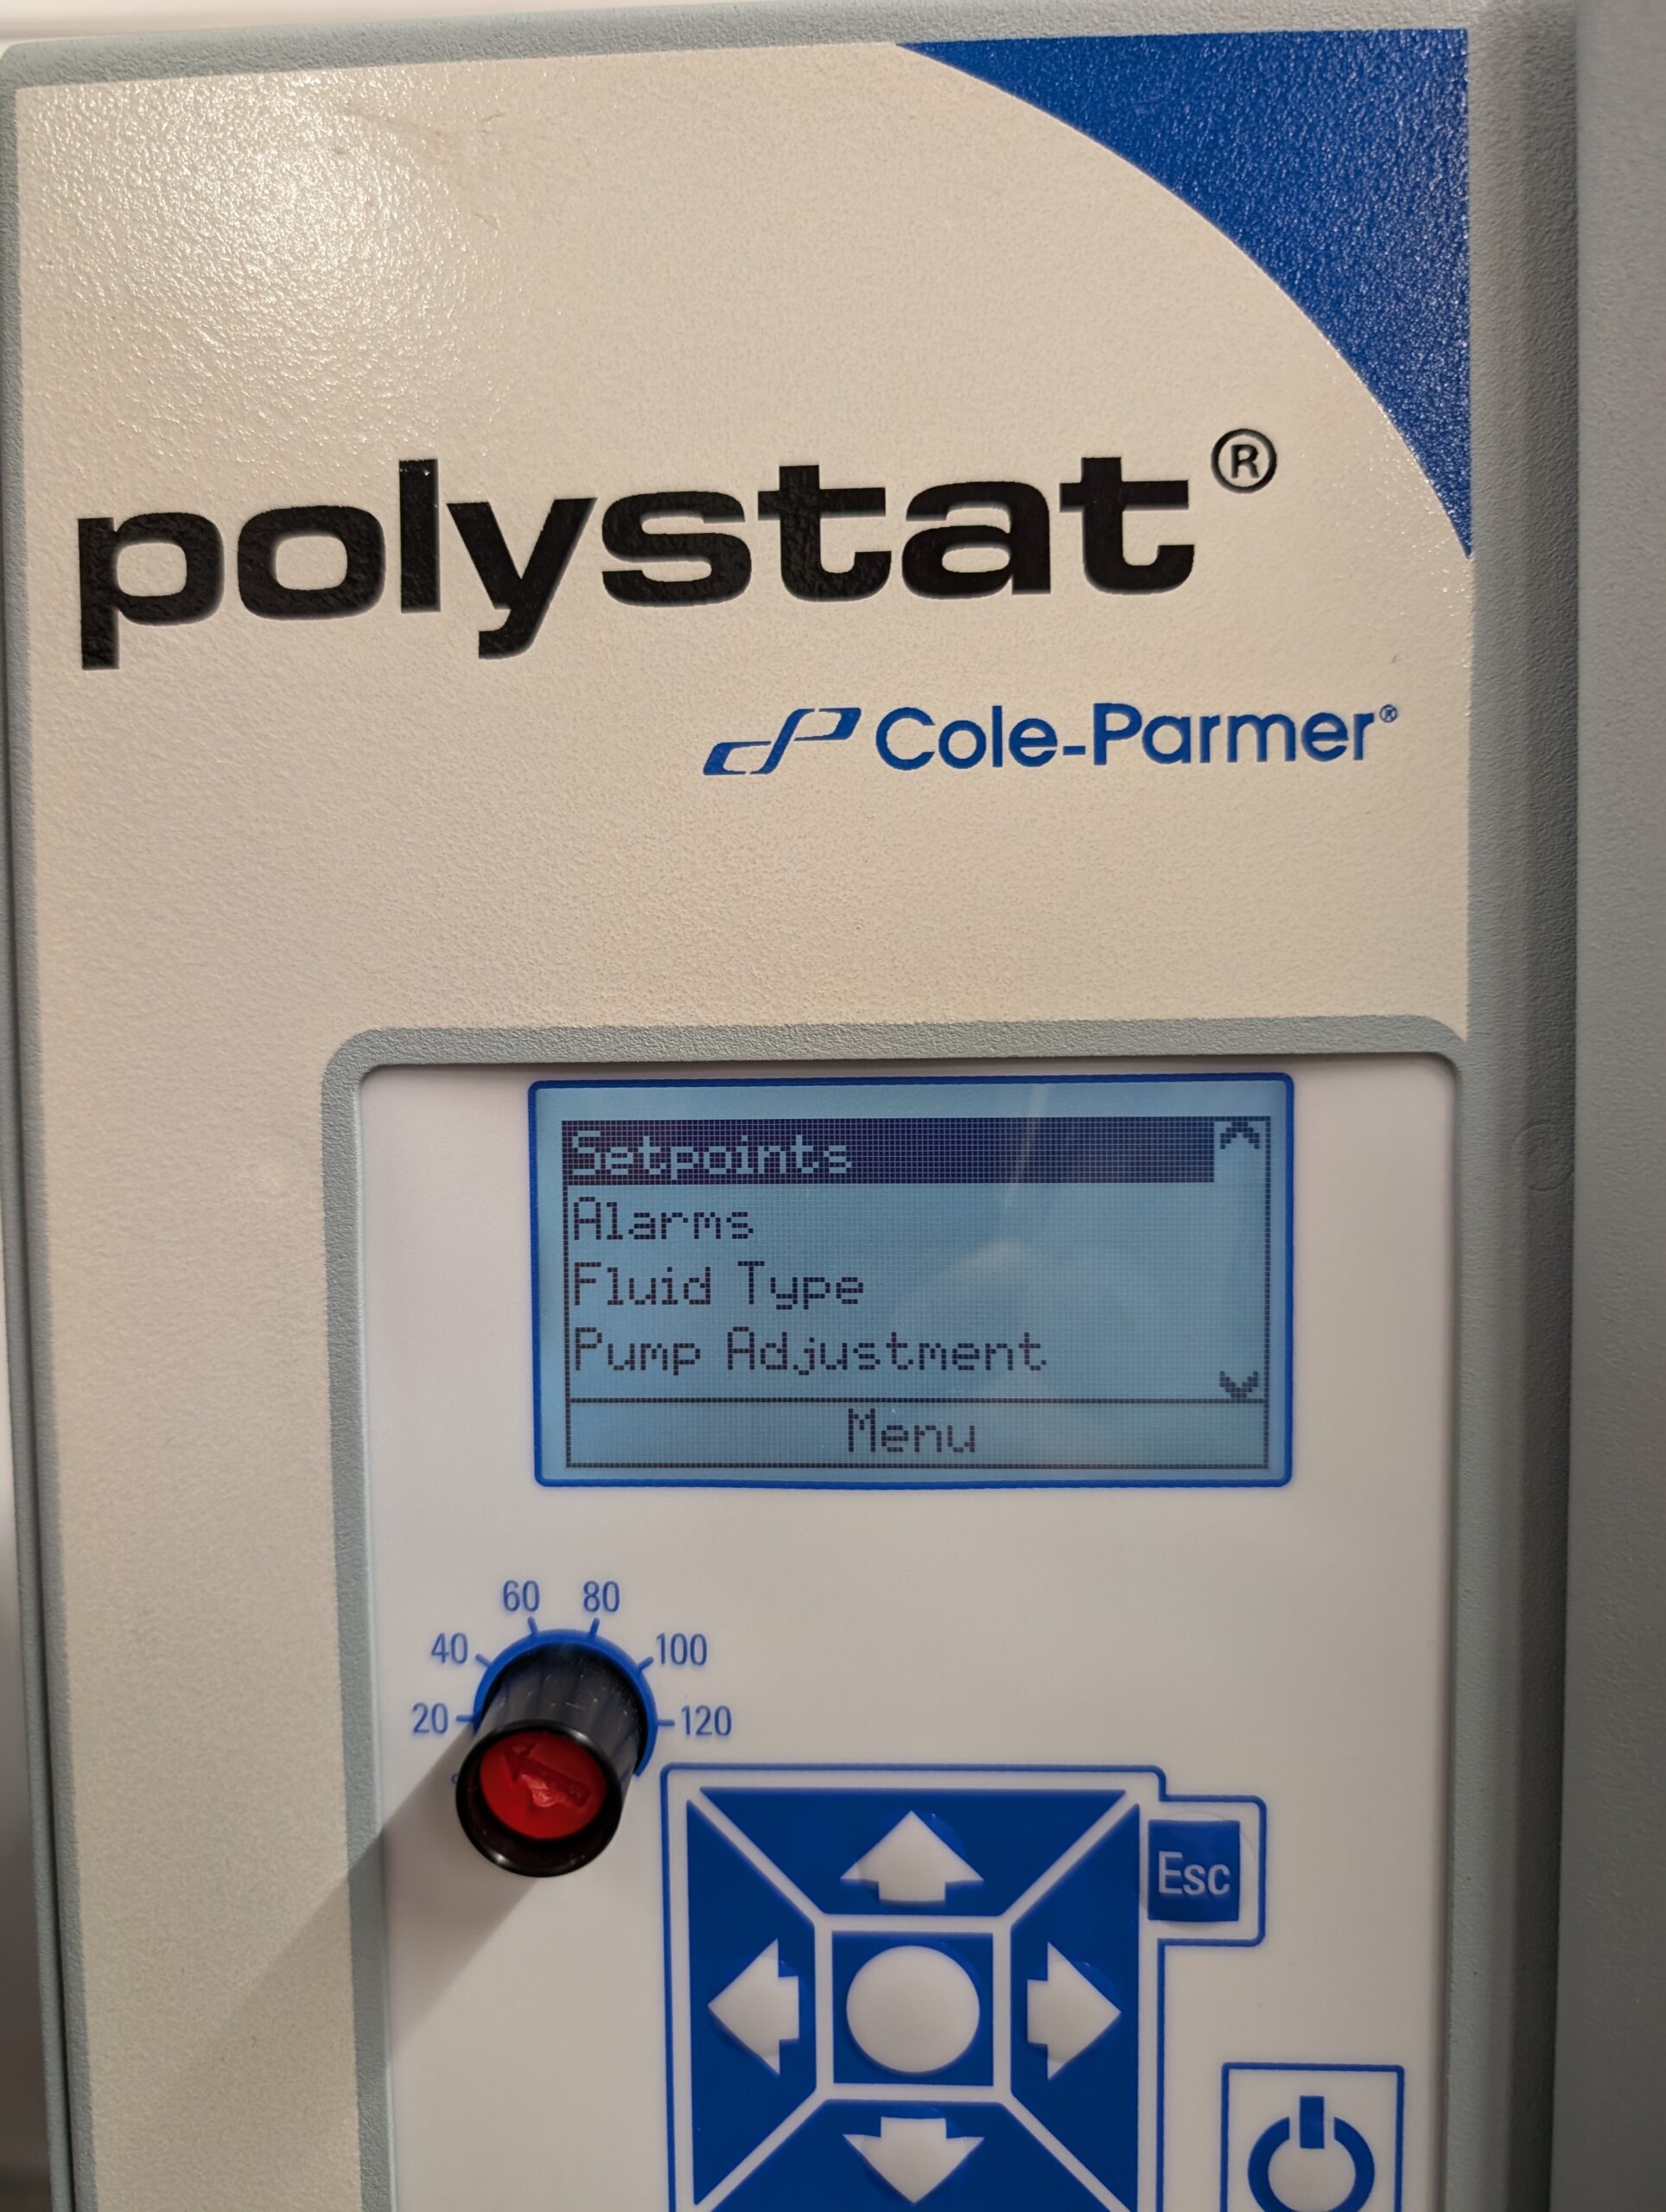 polystat®
Cole-Parmer®
Setpoints
Alarms
Fluid Type
Pump Adjustment
Menu
60 80
40 100
20 120
Esc